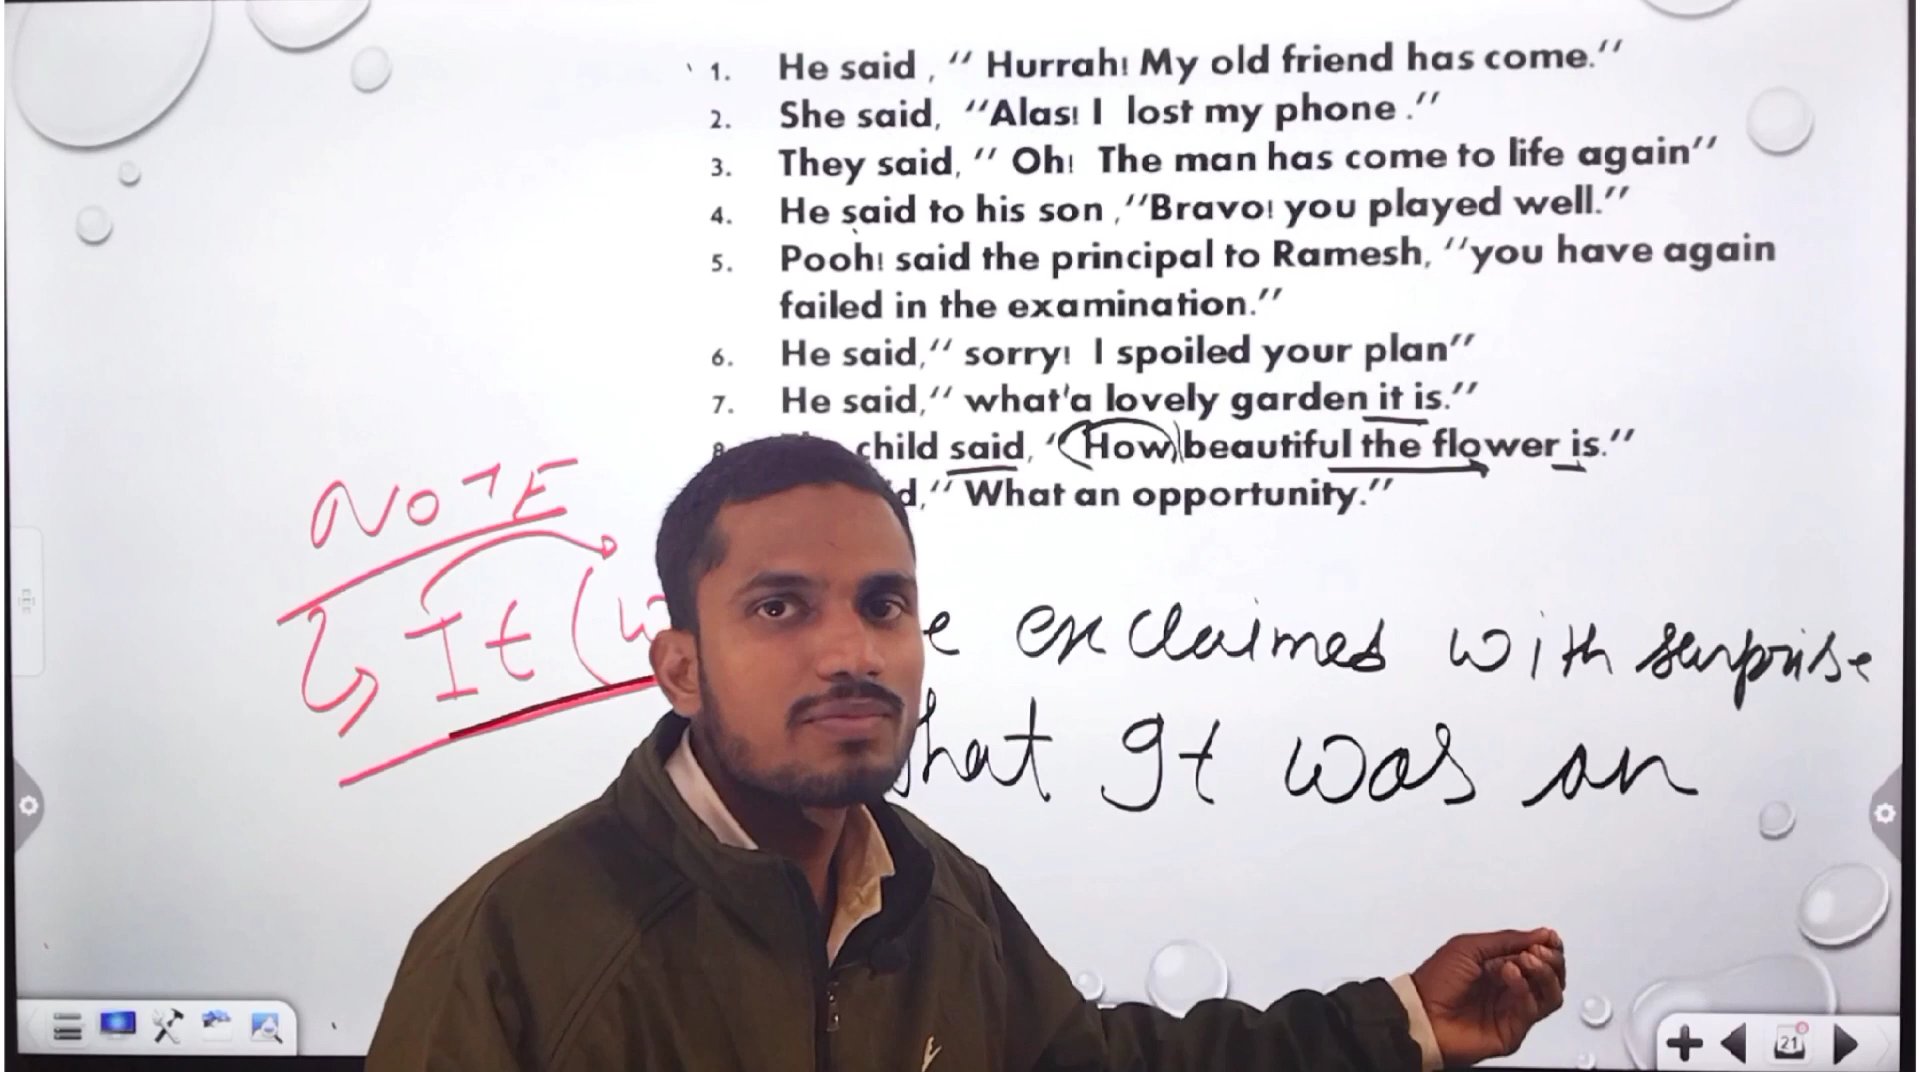 1. He said , “ Hurrah! My old friend has come.”
2. She said, “Alas! I lost my phone .”
3. They said, “ Oh! The man has come to life again”
4. He said to his son ,“Bravo! you played well.”
5. Pooh! said the principal to Ramesh, “you have again
failed in the examination.”
6. He said,“ sorry! I spoiled your plan”
7. He said,“ what'a lovely garden it is.”
8. child said, “How beautiful the flower is.”
“ What an opportunity.”
NOTE
It (
exclaimed with surprise
that It was an
21